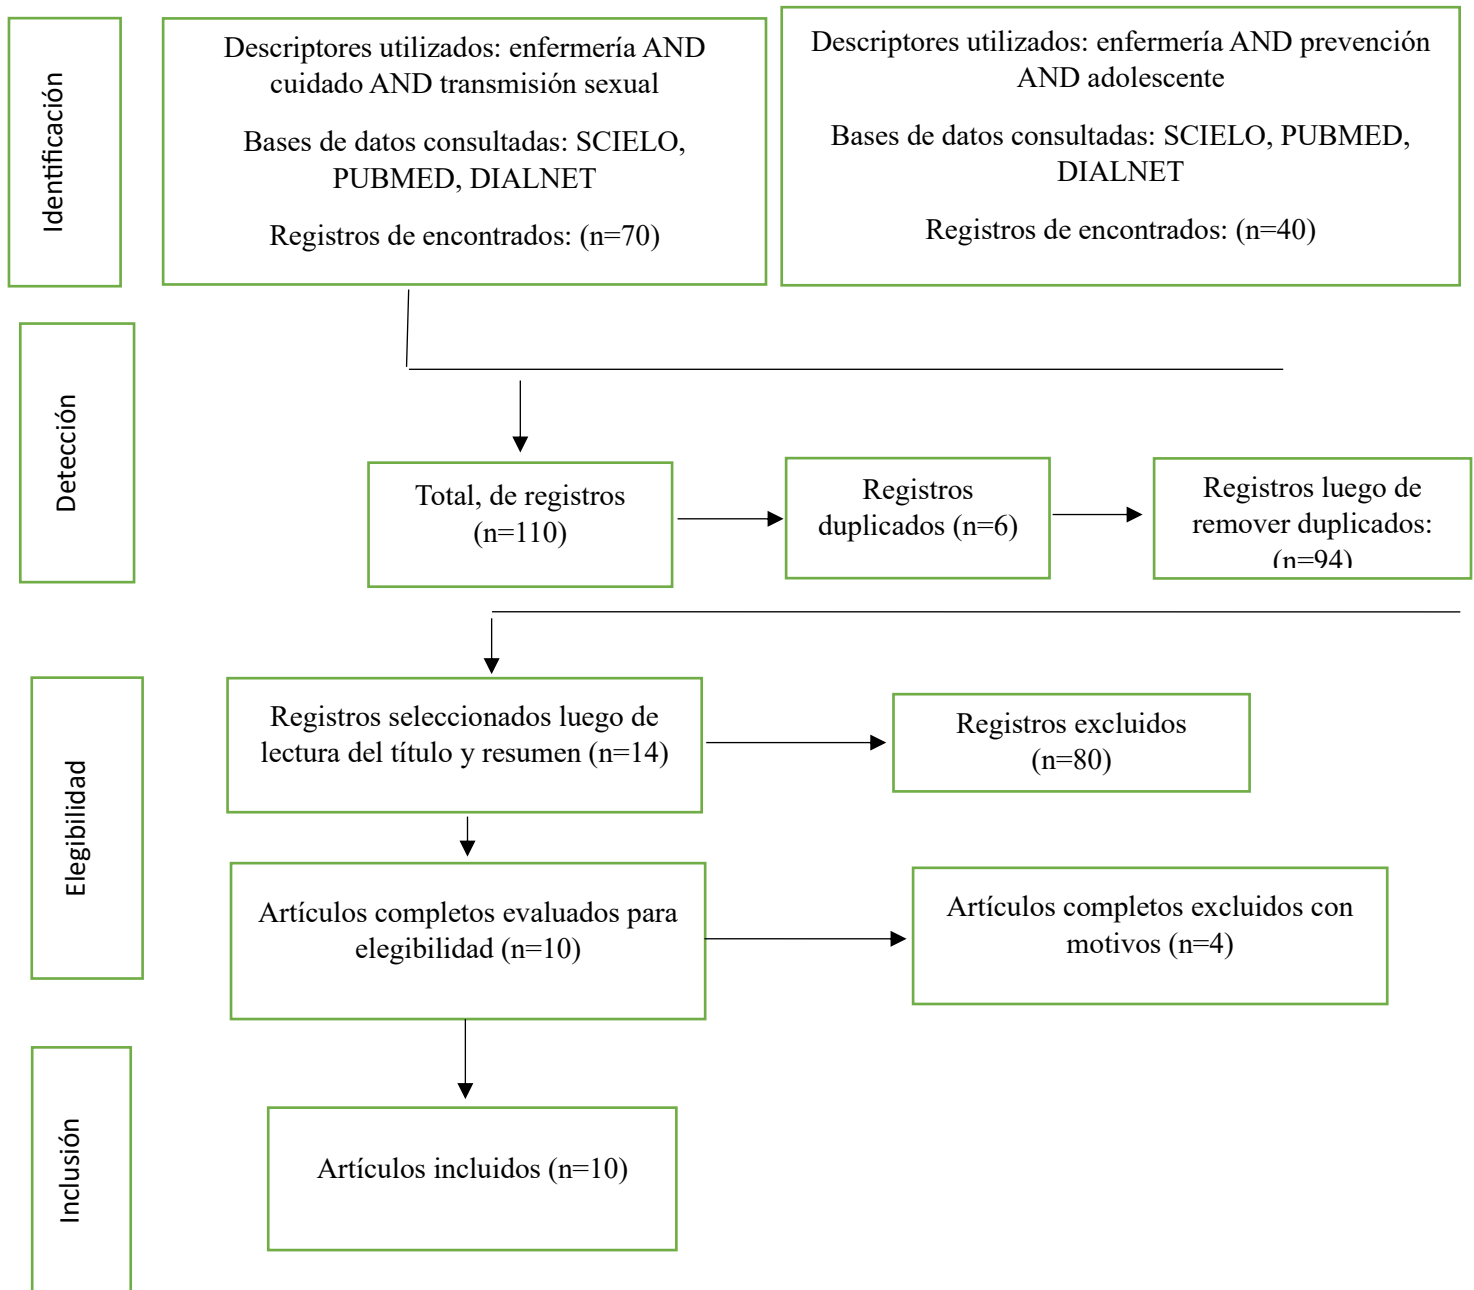 Identificación
Descriptores utilizados: enfermería AND
cuidado AND transmisión sexual
Bases de datos consultadas: SCIELO,
PUBMED, DIALNET
Registros de encontrados: (n=70)
Descriptores utilizados: enfermería AND prevención
AND adolescente
Bases de datos consultadas: SCIELO, PUBMED,
DIALNET
Registros de encontrados: (n=40)
Detección
Total, de registros
(n=110)
Registros
duplicados (n=6)
Registros luego de
remover duplicados:
(n=94)
Elegibilidad
Registros seleccionados luego de
lectura del título y resumen (n=14)
Registros excluidos
(n=80)
Artículos completos evaluados para
elegibilidad (n=10)
Artículos completos excluidos con
motivos (n=4)
Inclusión
Artículos incluidos (n=10)